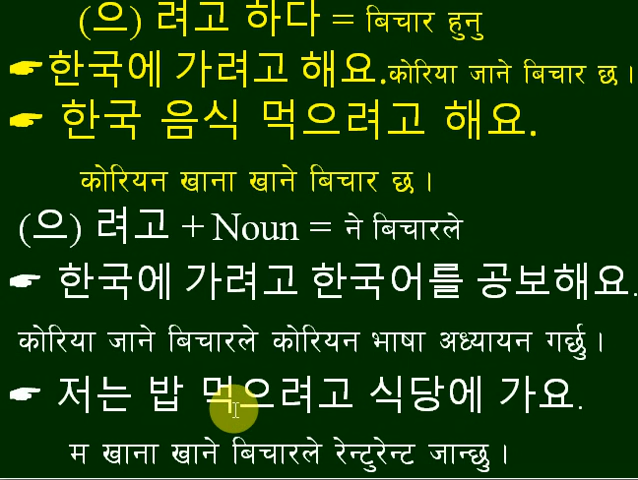 (으) 려고 하다 = बिचार हुनु
☛한국에 가려고 해요.कोरिया जाने बिचार छ ।
☛ 한국 음식 먹으려고 해요.
कोरियन खाना खाने बिचार छ ।
(으) 려고 + Noun = ने बिचारले
☛ 한국에 가려고 한국어를 공보해요.
कोरिया जाने बिचारले कोरियन भाषा अध्यायन गर्छु ।
☛ 저는 밥 먹으려고 식당에 가요.
म खाना खाने बिचारले रेन्टुरेन्ट जान्छु ।